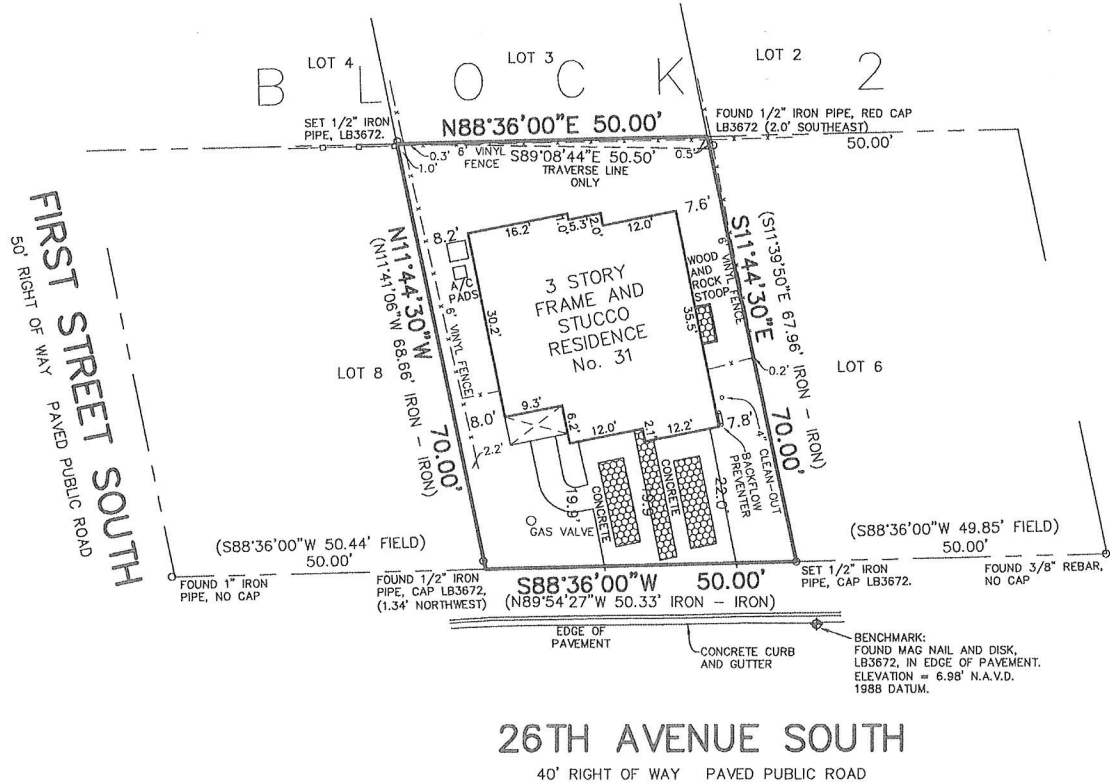 LOT 4
LOT 3
LOT 2
BLOCK 2
SET 1/2" IRON
PIPE, LB3672.
N88°36'00"E 50.00'
FOUND 1/2" IRON PIPE, RED CAP
LB3672 (2.0' SOUTHEAST)
50.00'
0.3'
1.0'
6' VINYL
FENCE
S89°08'44"E 50.50'
TRAVERSE LINE
ONLY
0.5'
FIRST STREET SOUTH
50' RIGHT OF WAY PAVED PUBLIC ROAD
N11°44'30"W 70.00'
(N11°41'06"W 68.66' IRON - IRON)
8.2'
A/C
PADS
6' VINYL FENCE
16.2'
1.0'
5.3'
2.0'
12.0'
7.6'
30.2'
3 STORY
FRAME AND
STUCCO
RESIDENCE
No. 31
WOOD
AND
ROCK
STOOP
35.5'
6' VINYL FENCE
S11°44'30"E 70.00'
(S11°39'50"E 67.96' IRON - IRON)
0.2'
LOT 8
LOT 6
9.3'
8.0'
2.2'
6.2'
12.0'
2.1'
12.2'
7.8'
4" CLEAN-OUT
BACKFLOW
PREVENTER
19.9'
CONCRETE
19.9'
CONCRETE
22.0'
GAS VALVE
(S88°36'00"W 50.44' FIELD)
50.00'
(S88°36'00"W 49.85' FIELD)
50.00'
FOUND 1" IRON
PIPE, NO CAP
FOUND 1/2" IRON
PIPE, CAP LB3672,
(1.34' NORTHWEST)
S88°36'00"W 50.00'
(N89°54'27"W 50.33' IRON - IRON)
SET 1/2" IRON
PIPE, CAP LB3672.
FOUND 3/8" REBAR,
NO CAP
EDGE OF
PAVEMENT
CONCRETE CURB
AND GUTTER
BENCHMARK:
FOUND MAG NAIL AND DISK,
LB3672, IN EDGE OF PAVEMENT.
ELEVATION = 6.98' N.A.V.D.
1988 DATUM.
26TH AVENUE SOUTH
40' RIGHT OF WAY PAVED PUBLIC ROAD